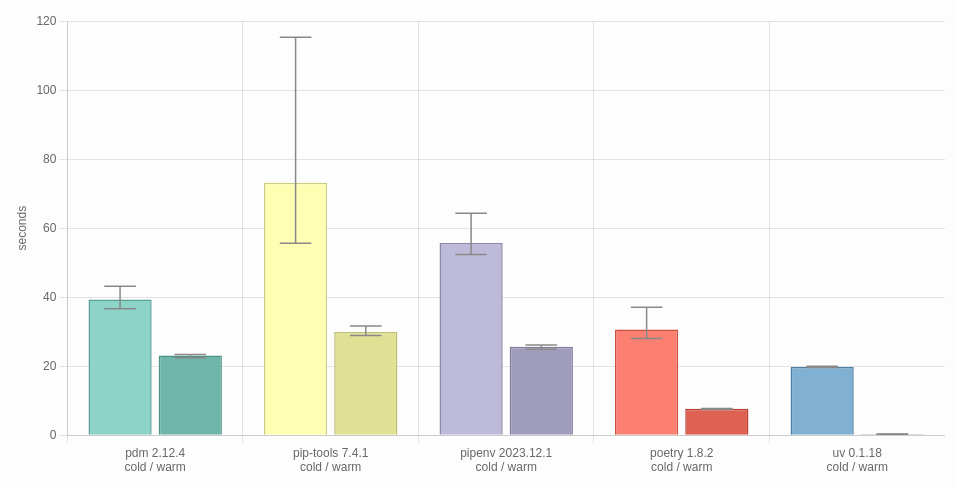 120
100
80
60
40
20
0
seconds
pdm 2.12.4
cold / warm
pip-tools 7.4.1
cold / warm
pipenv 2023.12.1
cold / warm
poetry 1.8.2
cold / warm
uv 0.1.18
cold / warm